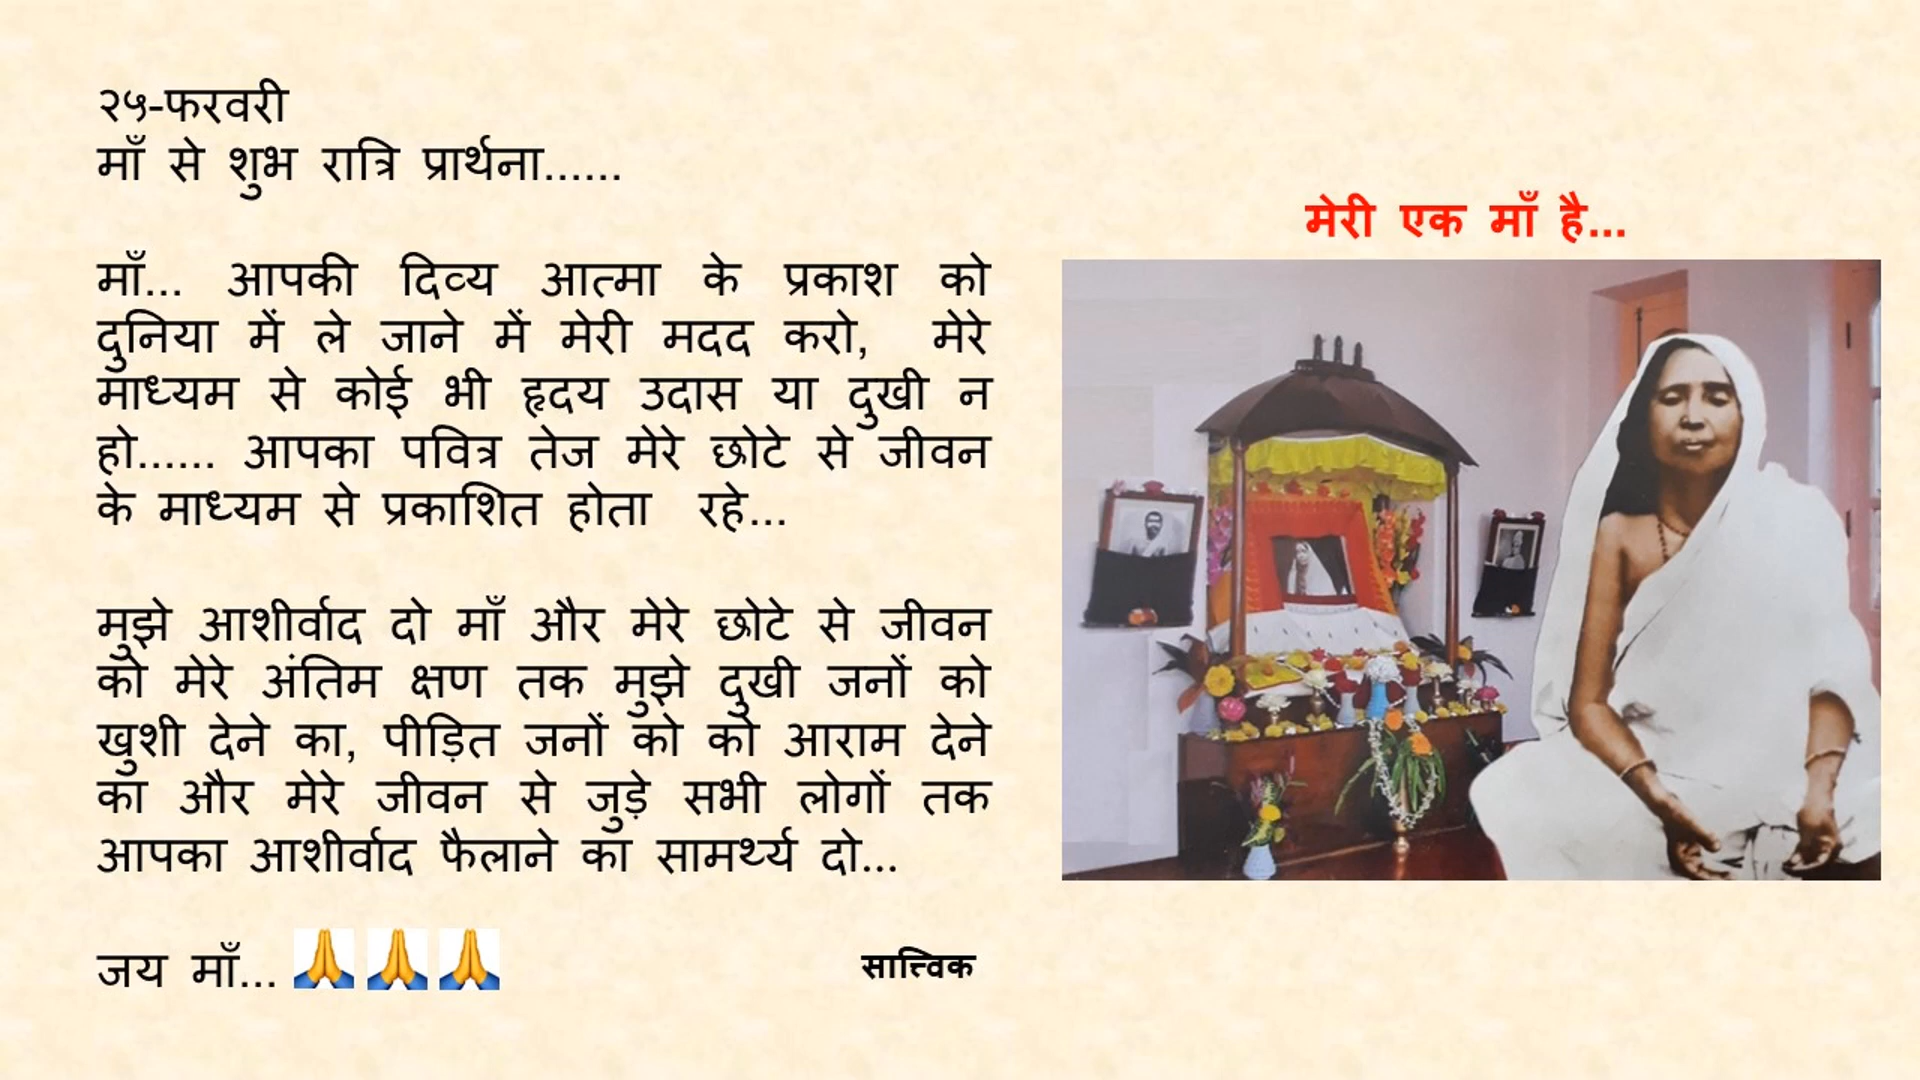 २५-फरवरी
माँ से शुभ रात्रि प्रार्थना......
मेरी एक माँ है...
माँ... आपकी दिव्य आत्मा के प्रकाश को
दुनिया में ले जाने में मेरी मदद करो, मेरे
माध्यम से कोई भी हृदय उदास या दुखी न
हो...... आपका पवित्र तेज मेरे छोटे से जीवन
के माध्यम से प्रकाशित होता रहे...
मुझे आशीर्वाद दो माँ और मेरे छोटे से जीवन
को मेरे अंतिम क्षण तक मुझे दुखी जनों को
खुशी देने का, पीड़ित जनों को को आराम देने
का और मेरे जीवन से जुड़े सभी लोगों तक
आपका आशीर्वाद फैलाने का सामर्थ्य दो...
जय माँ... 🙏 🙏 🙏
सात्त्विक